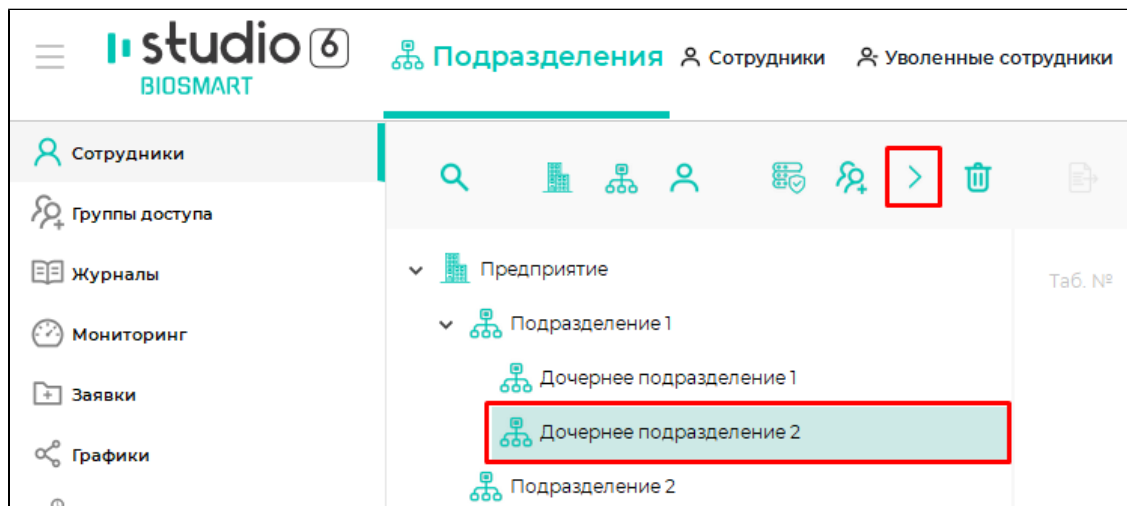 studio 6
BIOSMART
Подразделения
Сотрудники
Уволенные сотрудники
Сотрудники
Группы доступа
Журналы
Мониторинг
Заявки
Графики
Предприятие
Таб. №
Подразделение 1
Дочернее подразделение 1
Дочернее подразделение 2
Подразделение 2